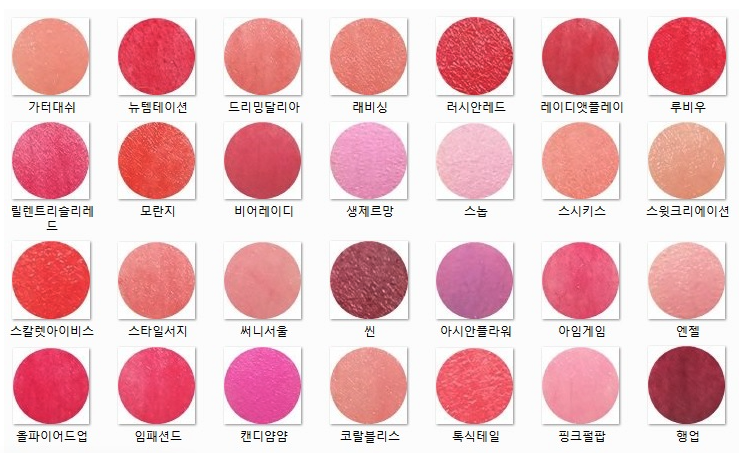 가터대쉬
뉴템테이션
드리밍달리아
래비싱
러시안레드
레이디앳플레이
루비우
릴렌트리슬리레
드
모란지
비어레이디
생제르망
스놉
스시키스
스윗크리에이션
스칼렛아이비스
스타일서지
써니서울
씬
아시안플라워
아임게임
엔젤
올파이어드업
임패션드
캔디얌얌
코랄블리스
톡식테일
핑크펄팝
행업